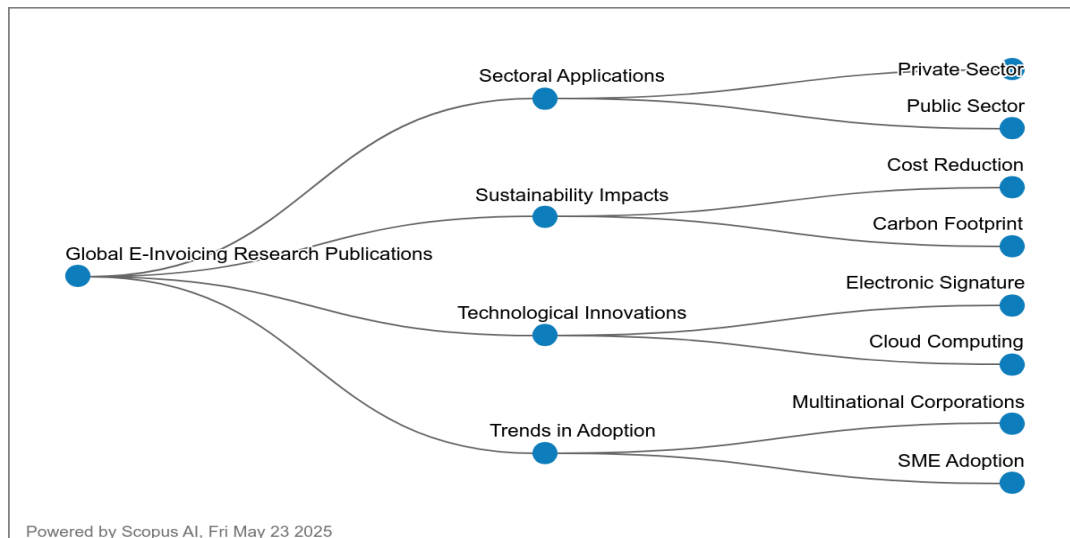 Sectoral Applications
Private Sector
Public Sector
Sustainability Impacts
Cost Reduction
Carbon Footprint
Global E-Invoicing Research Publications
Technological Innovations
Electronic Signature
Cloud Computing
Trends in Adoption
Multinational Corporations
SME Adoption
Powered by Scopus AI, Fri May 23 2025